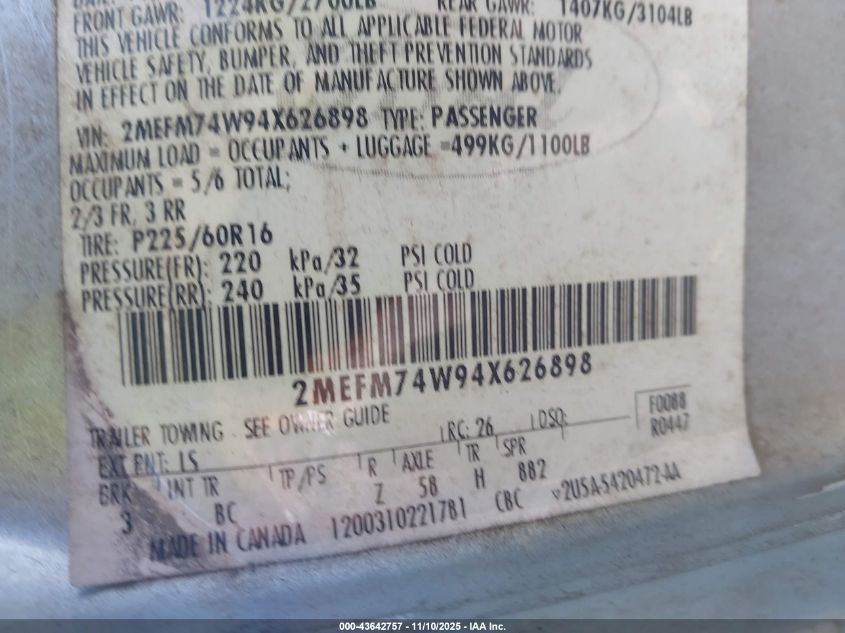 FRONT GAWR: 1224KG/2700LB REAR GAWR: 1407KG/3104LB
THIS VEHICLE CONFORMS TO ALL APPLICABLE FEDERAL MOTOR
VEHICLE SAFETY, BUMPER, AND THEFT PREVENTION STANDARDS
IN EFFECT ON THE DATE OF MANUFACTURE SHOWN ABOVE.
VIN: 2MEFM74W94X626898 TYPE: PASSENGER
MAXIMUM LOAD = OCCUPANTS + LUGGAGE =499KG/1100LB
OCCUPANTS = 5/6 TOTAL;
2/3 FR, 3 RR
TIRE: P225/60R16
PRESSURE(FR): 220 kPa/32 PSI COLD
PRESSURE(RR): 240 kPa/35 PSI COLD
2MEFM74W94X626898
TRAILER TOWING - SEE OWNER GUIDE
EXT PNT: LS RC: 26 DSO: F0088
R0447
BRK INT TR TP/PS R AXLE TR SPR
3 BC Z 58 H 882
MADE IN CANADA 1200310221781 CBC v2U5A-5420472-AA
000-43642757 - 11/10/2025 - IAA Inc.